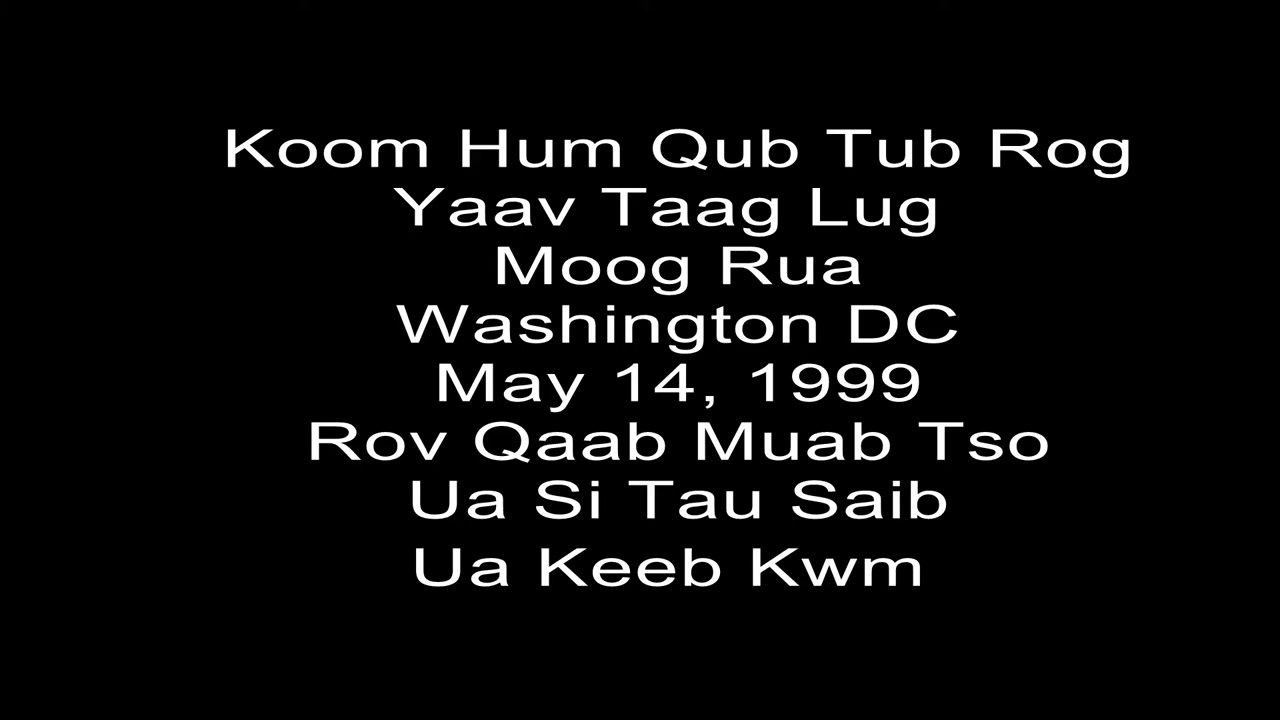 Koom Hum Qub Tub Rog
Yaav Taag Lug
Moog Rua
Washington DC
May 14, 1999
Rov Qaab Muab Tso
Ua Si Tau Saib
Ua Keeb Kwm